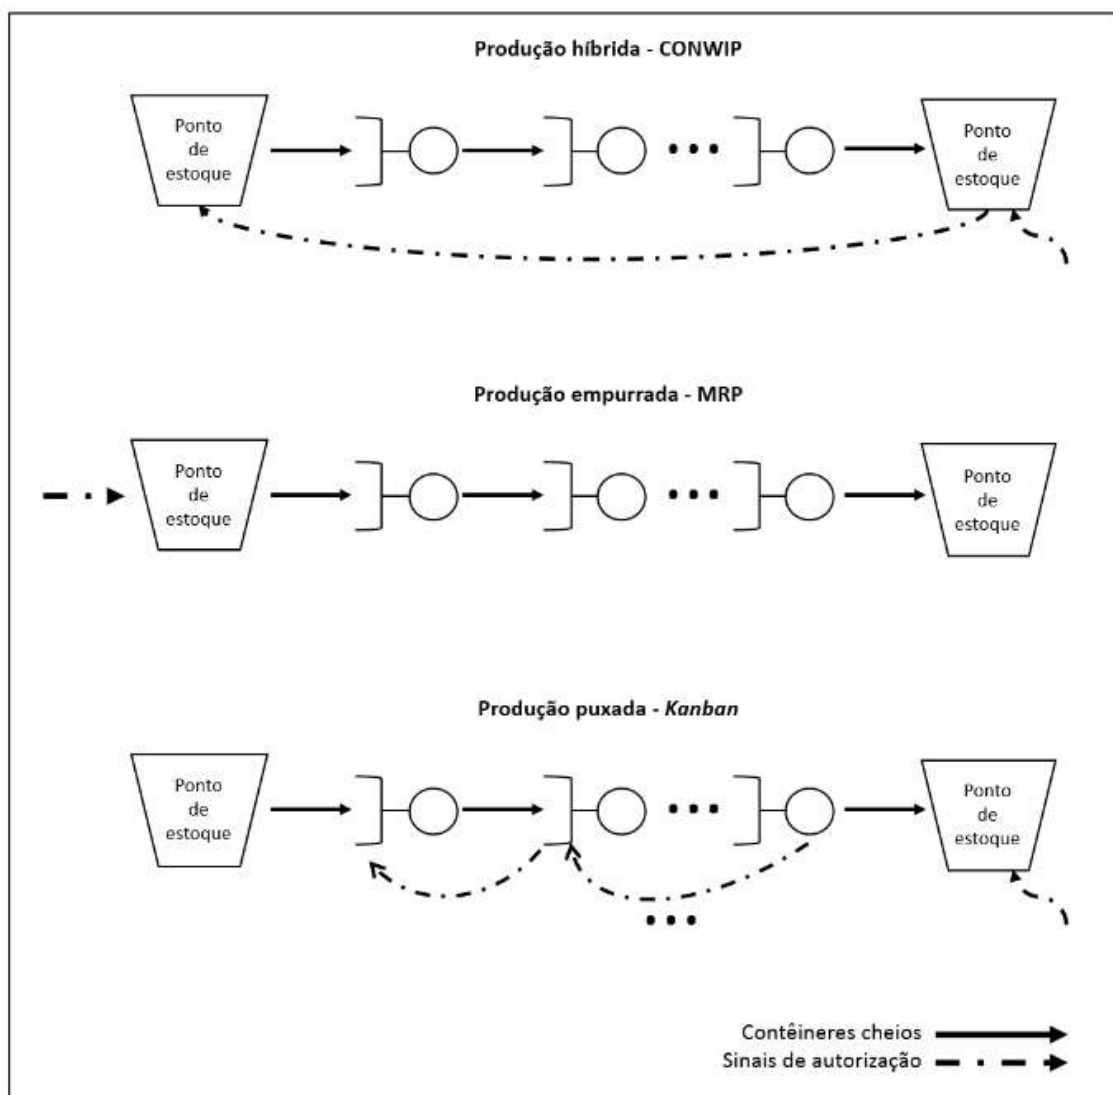 Produção híbrida - CONWIP
Ponto
de
estoque
Ponto
de
estoque
Produção empurrada - MRP
Ponto
de
estoque
Ponto
de
estoque
Produção puxada - Kanban
Ponto
de
estoque
Ponto
de
estoque
Contêineres cheios
Sinais de autorização